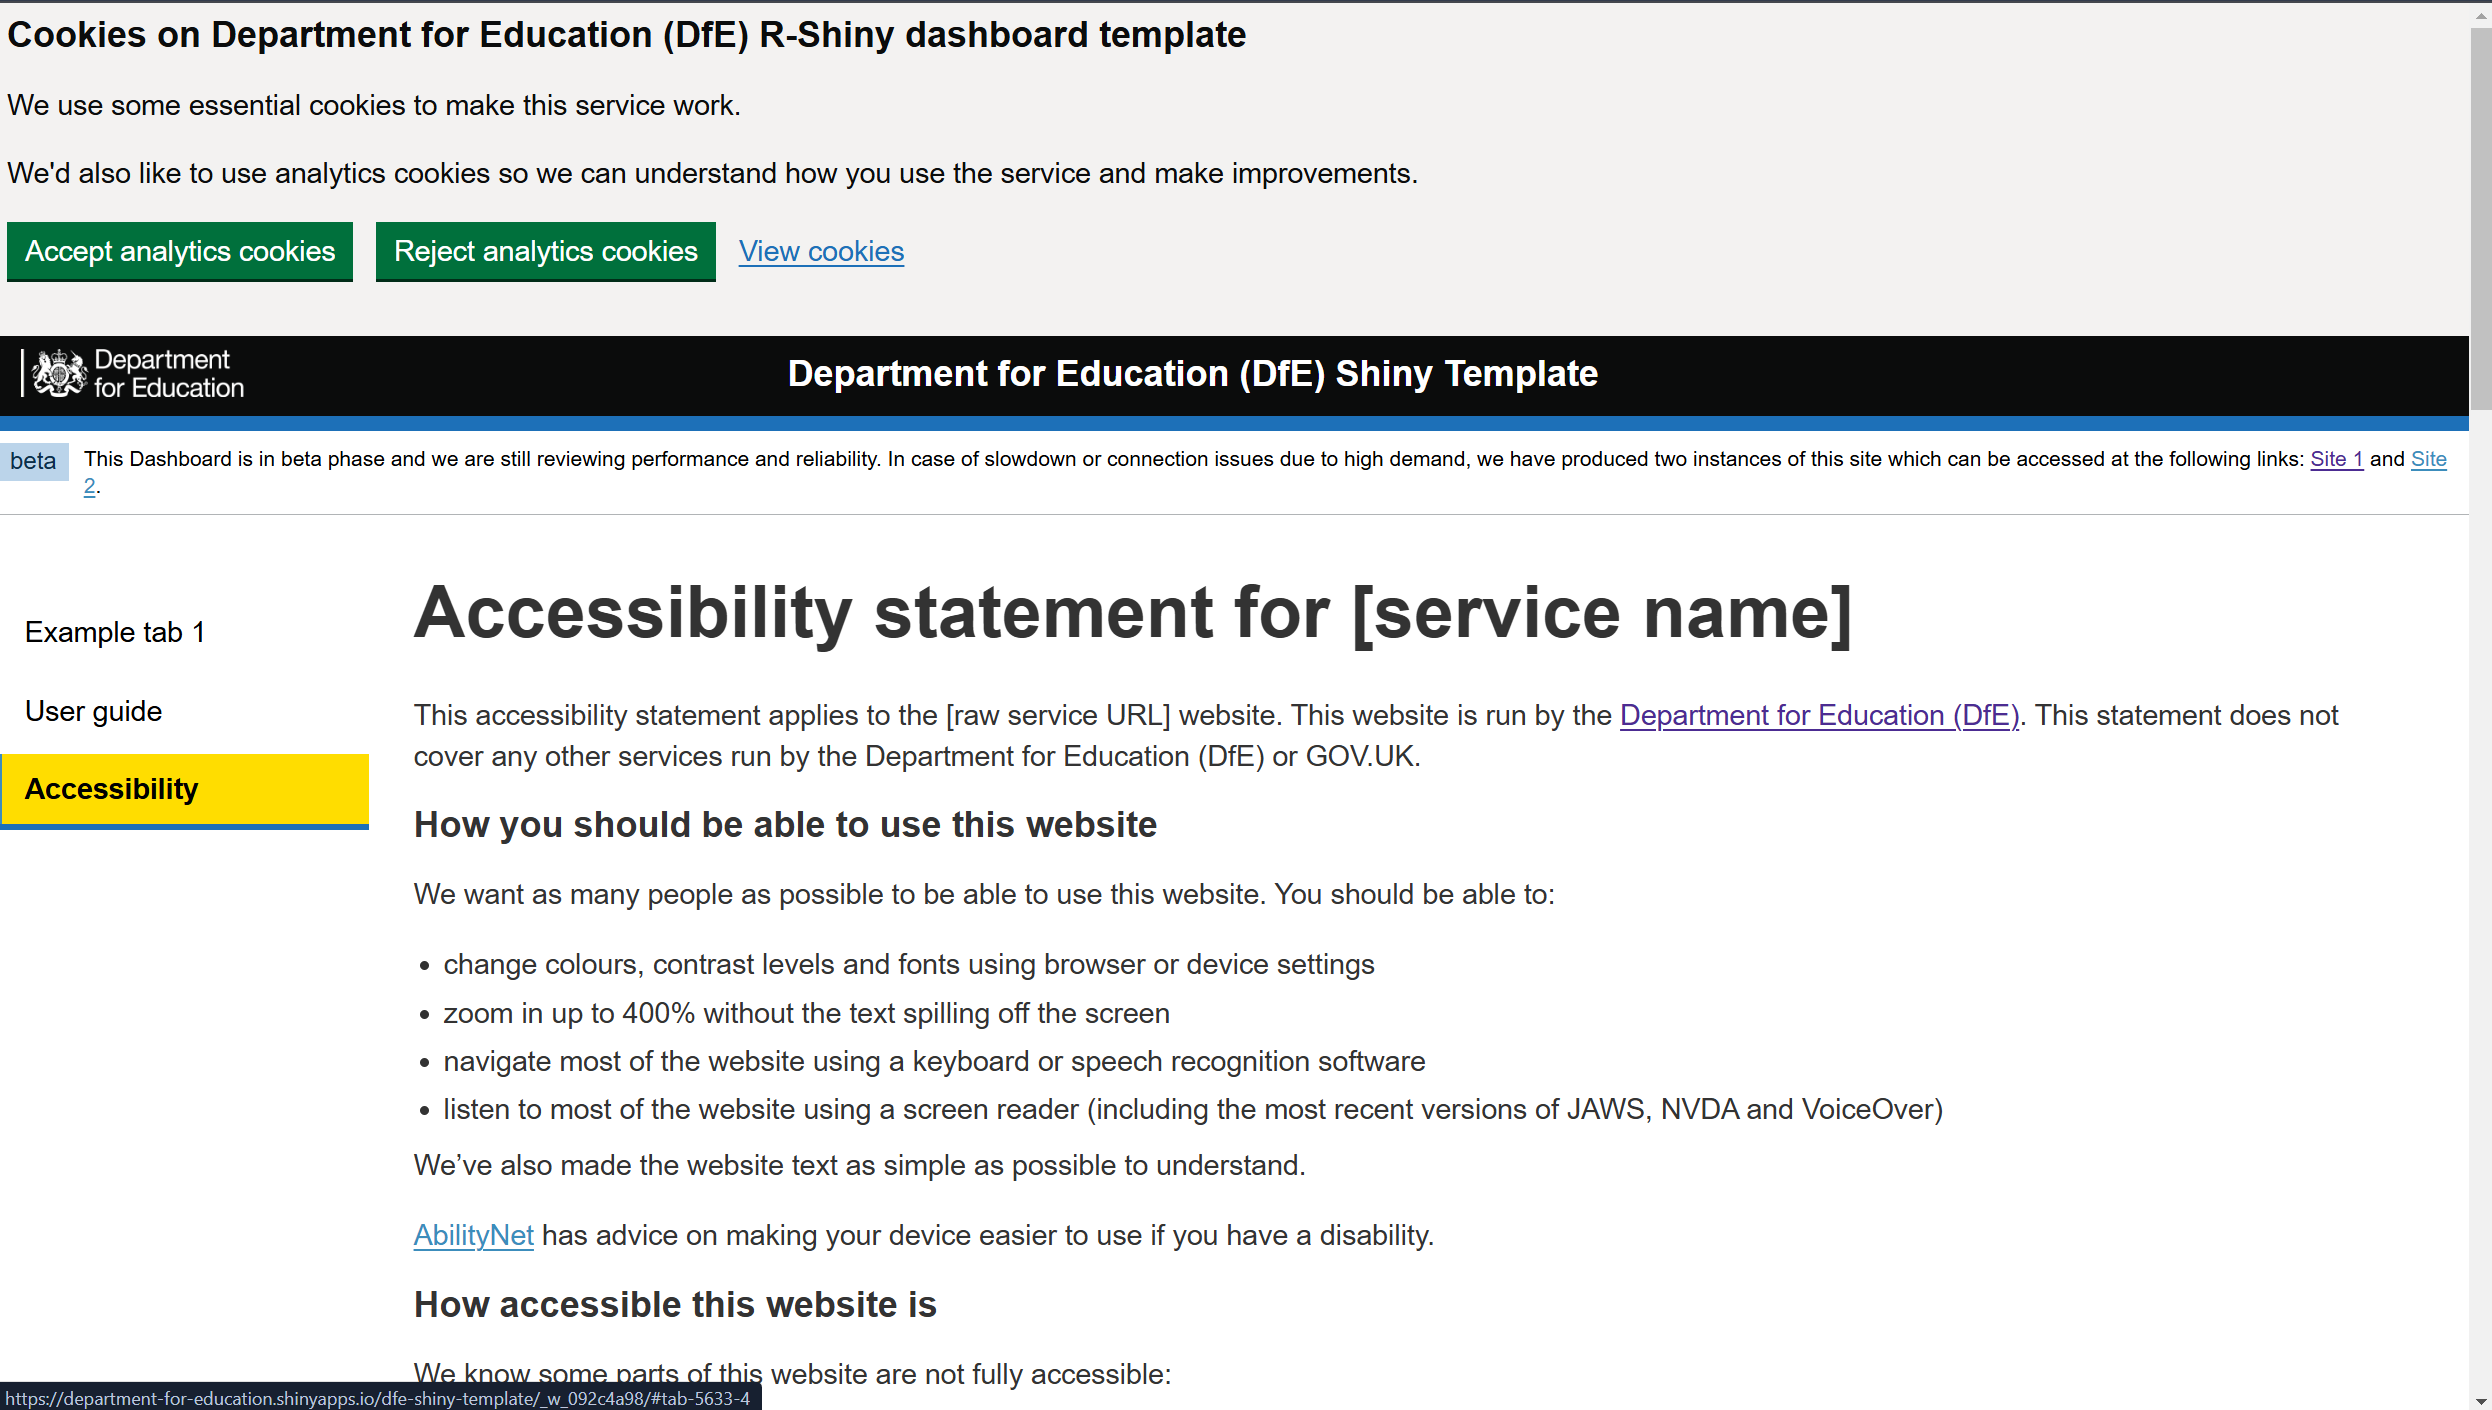 Cookies on Department for Education (DfE) R-Shiny dashboard template
We use some essential cookies to make this service work.
We'd also like to use analytics cookies so we can understand how you use the service and make improvements.
Accept analytics cookies
Reject analytics cookies
View cookies
Department
for Education
Department for Education (DfE) Shiny Template
beta
This Dashboard is in beta phase and we are still reviewing performance and reliability. In case of slowdown or connection issues due to high demand, we have produced two instances of this site which can be accessed at the following links: Site 1 and Site
2.
Example tab 1
User guide
Accessibility
Accessibility statement for [service name]
This accessibility statement applies to the [raw service URL] website. This website is run by the Department for Education (DfE). This statement does not
cover any other services run by the Department for Education (DfE) or GOV.UK.
How you should be able to use this website
We want as many people as possible to be able to use this website. You should be able to:
• change colours, contrast levels and fonts using browser or device settings
• zoom in up to 400% without the text spilling off the screen
• navigate most of the website using a keyboard or speech recognition software
• listen to most of the website using a screen reader (including the most recent versions of JAWS, NVDA and VoiceOver)
We’ve also made the website text as simple as possible to understand.
AbilityNet has advice on making your device easier to use if you have a disability.
How accessible this website is
We know some parts of this website are not fully accessible:
https://department-for-education.shinyapps.io/dfe-shiny-template/_w_092c4a98/#tab-5633-4